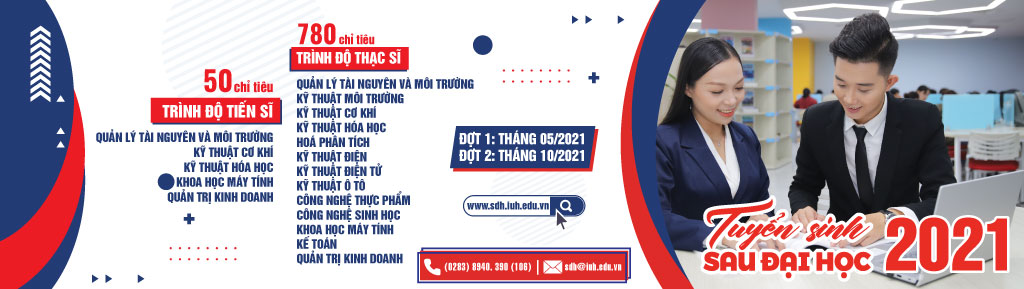 50 chỉ tiêu
TRÌNH ĐỘ TIẾN SĨ
QUẢN LÝ TÀI NGUYÊN VÀ MÔI TRƯỜNG
KỸ THUẬT CƠ KHÍ
KỸ THUẬT HÓA HỌC
KHOA HỌC MÁY TÍNH
QUẢN TRỊ KINH DOANH
780 chỉ tiêu
TRÌNH ĐỘ THẠC SĨ
QUẢN LÝ TÀI NGUYÊN VÀ MÔI TRƯỜNG
KỸ THUẬT MÔI TRƯỜNG
KỸ THUẬT CƠ KHÍ
KỸ THUẬT HÓA HỌC
HOÁ PHÂN TÍCH
KỸ THUẬT ĐIỆN
KỸ THUẬT ĐIỆN TỬ
KỸ THUẬT Ô TÔ
CÔNG NGHỆ THỰC PHẨM
CÔNG NGHỆ SINH HỌC
KHOA HỌC MÁY TÍNH
KẾ TOÁN
QUẢN TRỊ KINH DOANH
ĐỢT 1: THÁNG 05/2021
ĐỢT 2: THÁNG 10/2021
www.sdh.iuh.edu.vn
(0283) 8940. 390 (198)
sdh@iuh.edu.vn
Tuyển sinh
SAU ĐẠI HỌC 2021